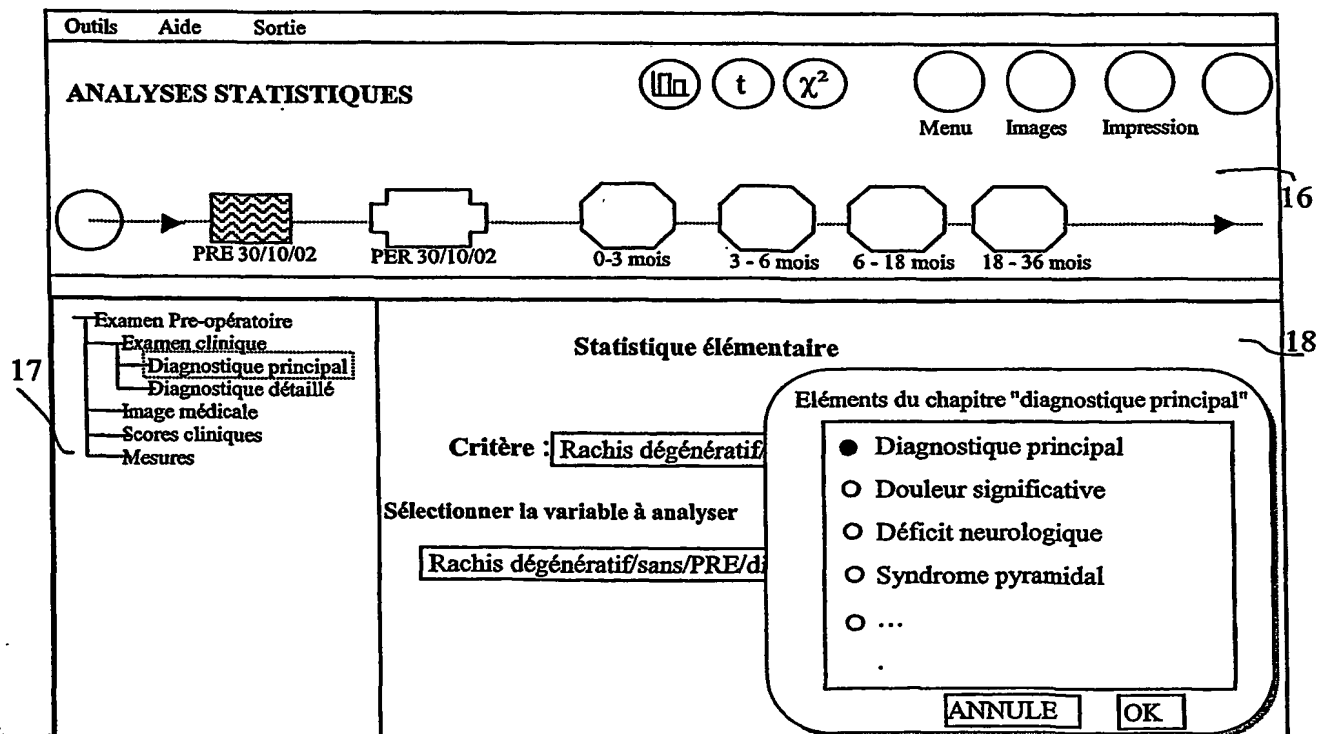 Outils Aide Sortie
ANALYSES STATISTIQUES
t χ²
Menu Images Impression
16
PRE 30/10/02 PER 30/10/02 0-3 mois 3 - 6 mois 6 - 18 mois 18 - 36 mois
Examen Pre-opératoire
Examen clinique
Diagnostique principal
Diagnostique détaillé
Image médicale
Scores cliniques
Mesures
17
Statistique élémentaire
18
Critère : Rachis dégénératif/
Sélectionner la variable à analyser
Rachis dégénératif/sans/PRE/di
Eléments du chapitre "diagnostique principal"
Diagnostique principal
Douleur significative
Déficit neurologique
Syndrome pyramidal
...
.
ANNULE OK